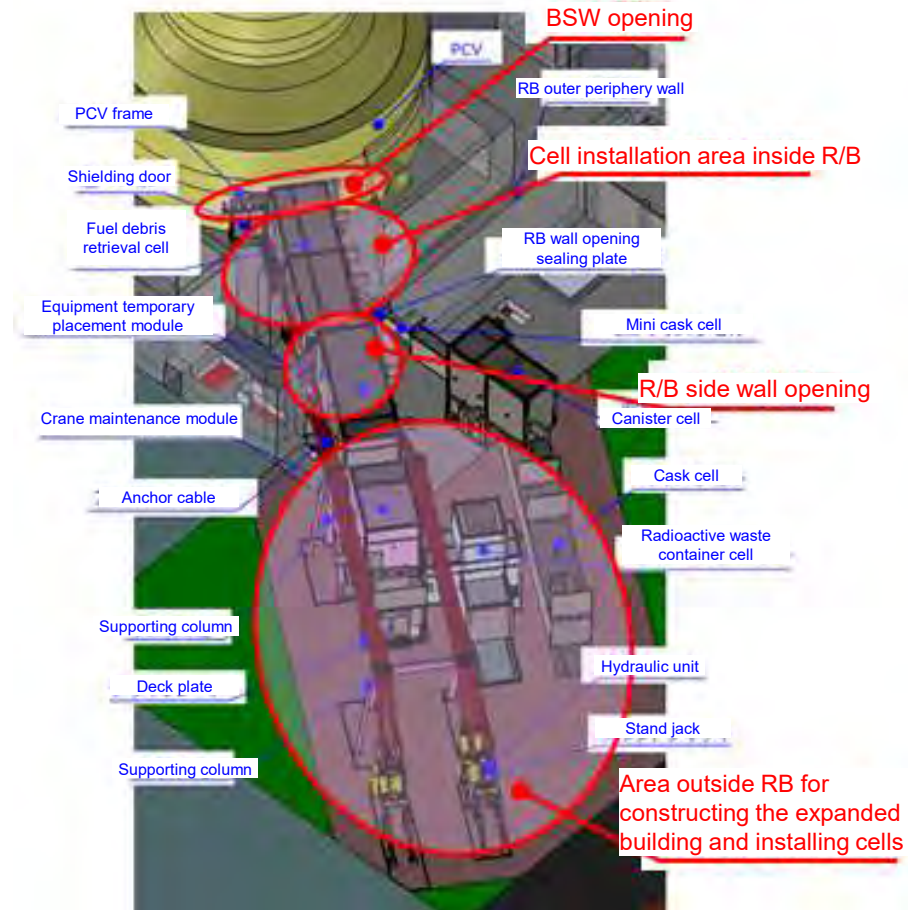 BSW opening
PCV
RB outer periphery wall
PCV frame
Cell installation area inside R/B
Shielding door
Fuel debris
retrieval cell
RB wall opening
sealing plate
Equipment temporary
placement module
Mini cask cell
R/B side wall opening
Crane maintenance module
Canister cell
Cask cell
Anchor cable
Radioactive waste
container cell
Supporting column
Hydraulic unit
Deck plate
Stand jack
Supporting column
Area outside RB for
constructing the expanded
building and installing cells